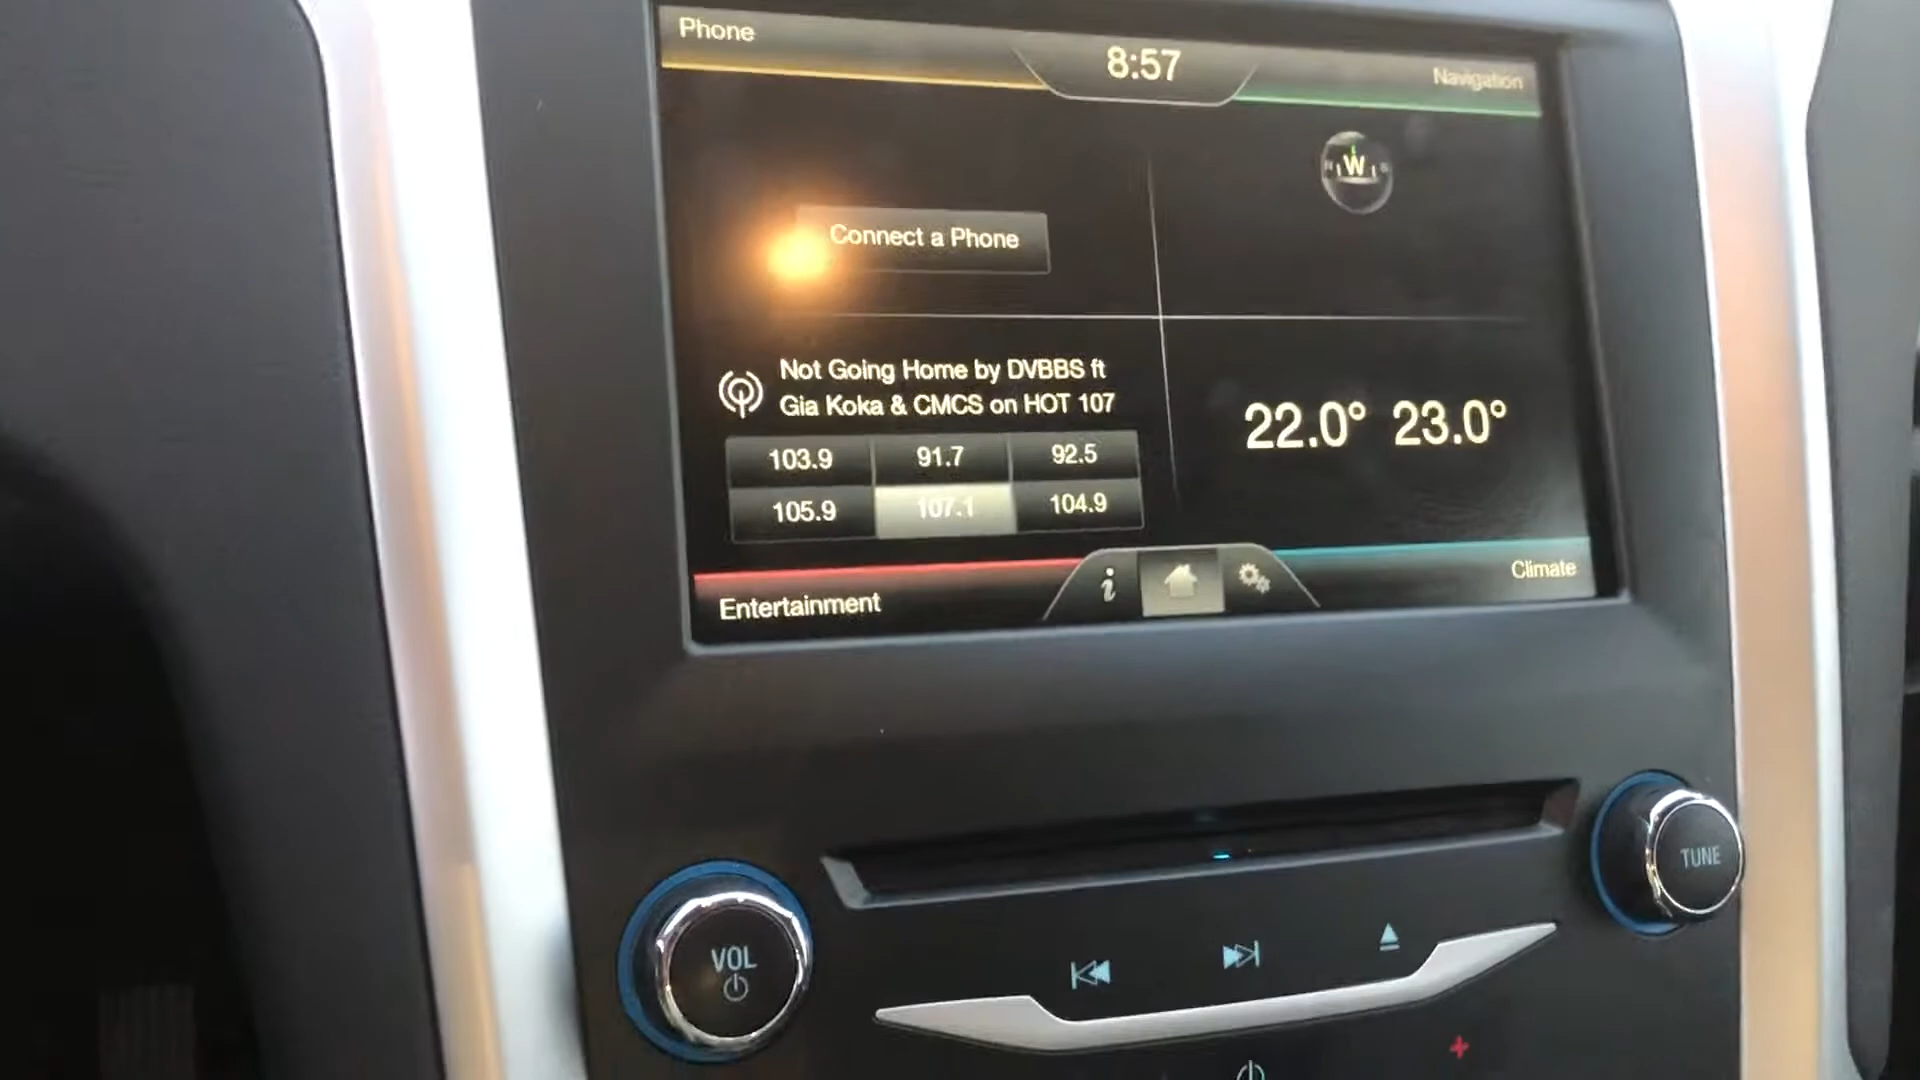 Phone
8:57
Navigation
W
Connect a Phone
Not Going Home by DVBBS ft
Gia Koka & CMCS on HOT 107
103.9 91.7 92.5
105.9 107.1 104.9
22.0° 23.0°
Entertainment
i
Climate
TUNE
VOL